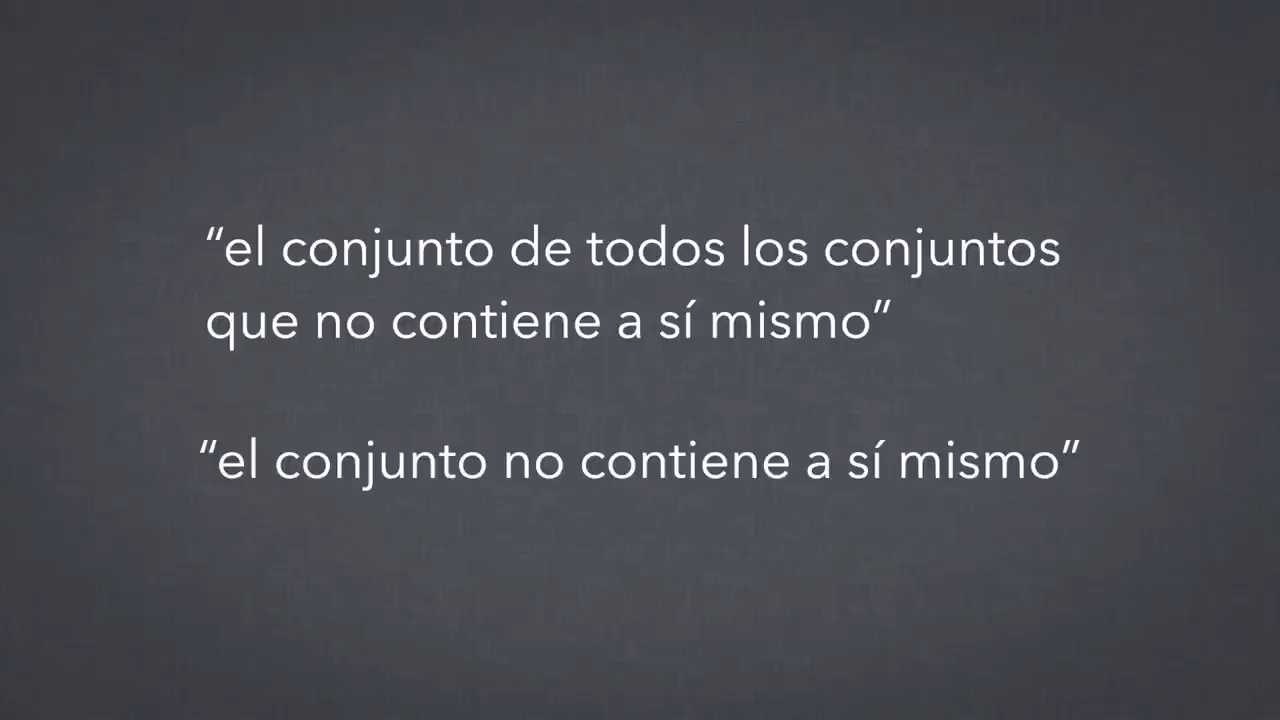 “el conjunto de todos los conjuntos
que no contiene a sí mismo”
“el conjunto no contiene a sí mismo”